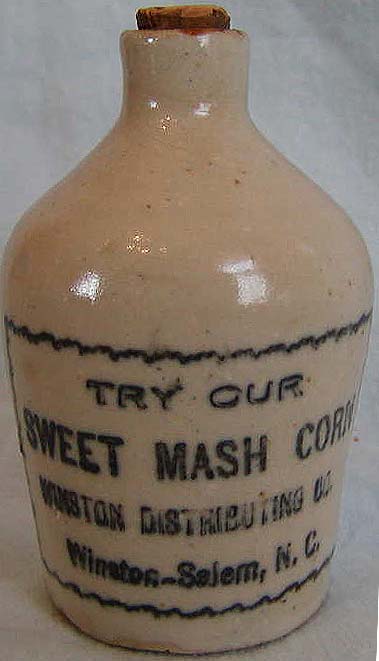 TRY OUR
SWEET MASH CORN
WINSTON DISTRIBUTING CO.
Winston-Salem, N. C.